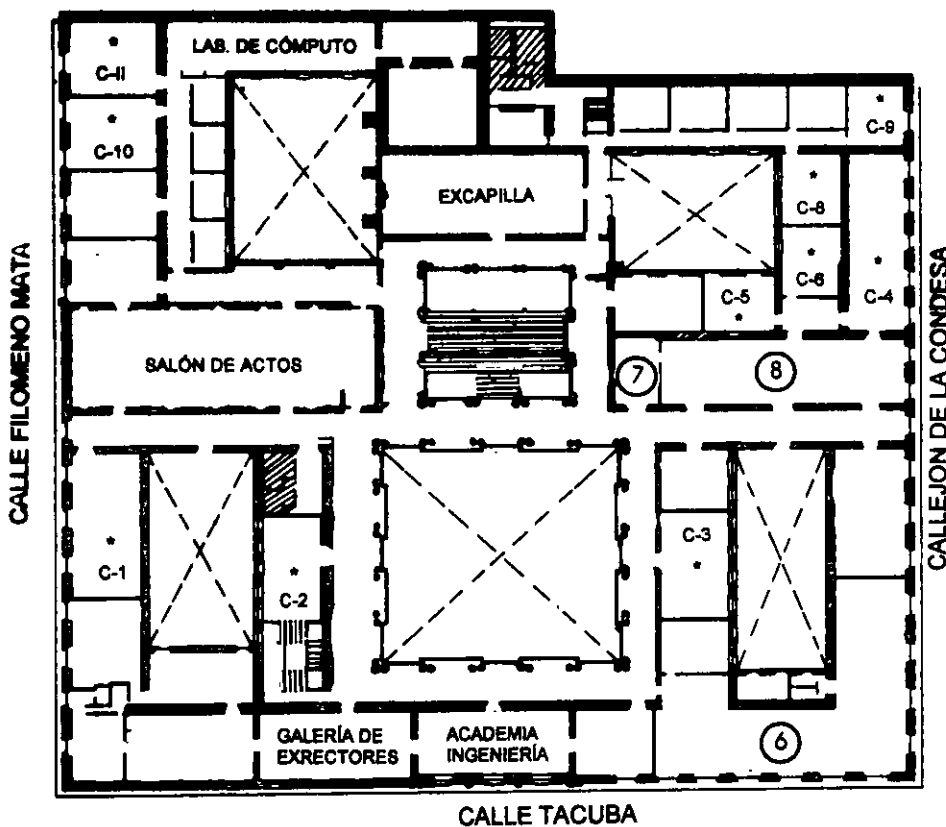 LAB. DE CÓMPUTO
C-11
C-10
C-9
EXCAPILLA
C-8
C-6
C-5
C-4
CALLE FILOMENO MATA
SALÓN DE ACTOS
7
8
CALLEJON DE LA CONDESA
C-1
C-2
C-3
GALERÍA DE
EXRECTORES
ACADEMIA
INGENIERÍA
6
CALLE TACUBA